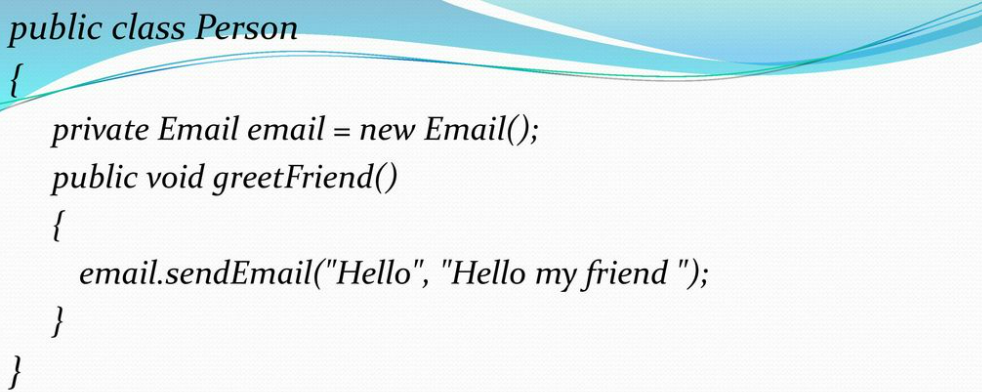 public class Person
{
private Email email = new Email();
public void greetFriend()
{
email.sendEmail("Hello", "Hello my friend ");
}
}